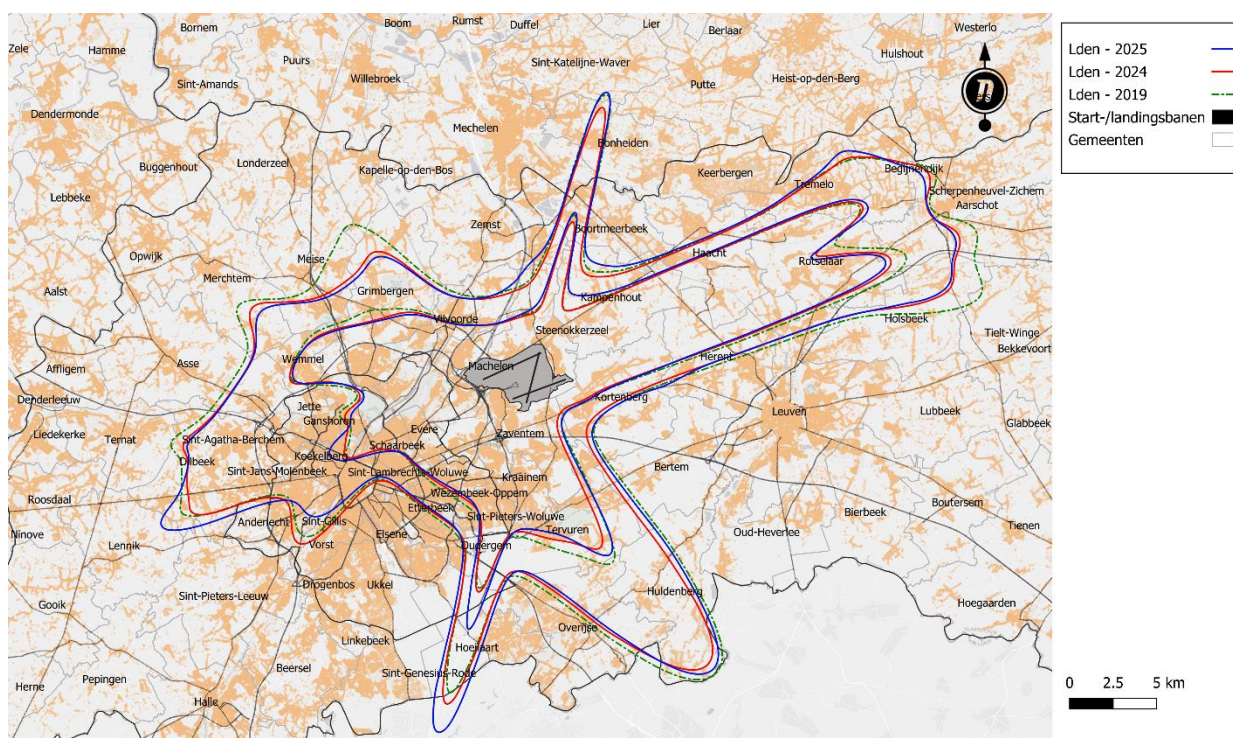 Bornem
Boom
Rumst
Duffel
Lier
Berlaar
Westerlo
Zele
Hamme
Puurs
Sint-Amands
Willebroek
Sint-Katelijne-Waver
Putte
Heist-op-den-Berg
Hulshout
Dendermonde
Mechelen
Bonheiden
Buggenhout
Londerzeel
Kapelle-op-den-Bos
Keerbergen
Tremelo
Begijnendijk
Scherpenheuvel-Zichem
Aarschot
Lebbeke
Zemst
Boortmeerbeek
Haacht
Rotselaar
Opwijk
Meise
Merchtem
Aalst
Grimbergen
Kampenhout
Vilvoorde
Steenokkerzeel
Holsbeek
Tielt-Winge
Bekkevoort
Asse
Wemmel
Machelen
Herent
Affligem
Denderleeuw
Jette
Ganshoren
Kortenberg
Leuven
Lubbeek
Glabbeek
Liedekerke
Ternat
Sint-Agatha-Berchem
Evere
Schaarbeek
Zaventem
Dilbeek
Koekelberg
Sint-Jans-Molenbeek
Sint-Lambrechts-Woluwe
Kraainem
Bertem
Roosdaal
Wezembeek-Oppem
Etterbeek
Sint-Pieters-Woluwe
Tervuren
Boutersem
Bierbeek
Tienen
Anderlecht
Sint-Gillis
Elsene
Oud-Heverlee
Ninove
Lennik
Vorst
Oudergem
Drogenbos
Ukkel
Huldenberg
Gooik
Sint-Pieters-Leeuw
Hoegaarden
Overijse
Linkebeek
Hoeilaart
Beersel
Sint-Genesius-Rode
Herne
Pepingen
Halle
Lden - 2025
Lden - 2024
Lden - 2019
Start-/landingsbanen
Gemeenten
0 2.5 5 km